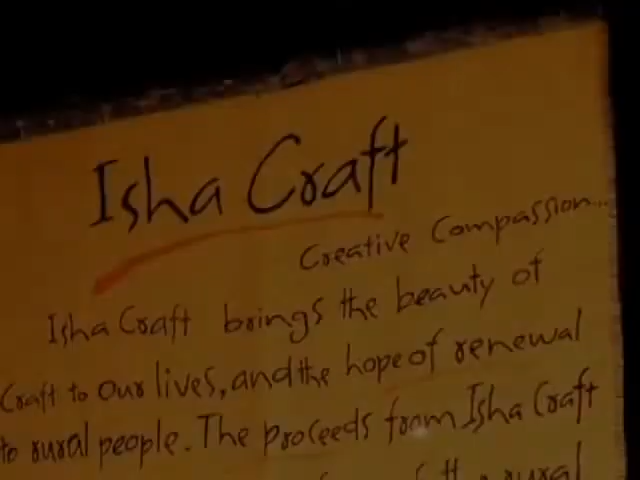 Isha Craft
Creative Compassion...
Isha Craft brings the beauty of
Craft to our lives, and the hope of renewal
to rural people. The proceeds from Isha Craft
rural